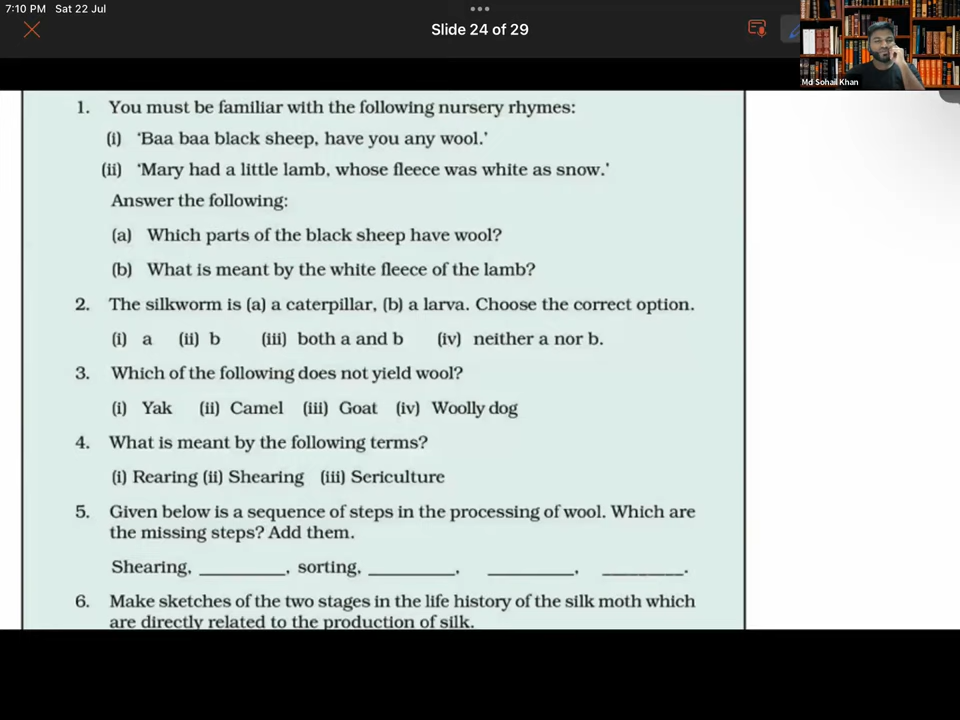 7:10 PM Sat 22 Jul
Slide 24 of 29
Md Sohail Khan
1. You must be familiar with the following nursery rhymes:
(i) ‘Baa baa black sheep, have you any wool.’
(ii) ‘Mary had a little lamb, whose fleece was white as snow.’
Answer the following:
(a) Which parts of the black sheep have wool?
(b) What is meant by the white fleece of the lamb?
2. The silkworm is (a) a caterpillar, (b) a larva. Choose the correct option.
(i) a (ii) b (iii) both a and b (iv) neither a nor b.
3. Which of the following does not yield wool?
(i) Yak (ii) Camel (iii) Goat (iv) Woolly dog
4. What is meant by the following terms?
(i) Rearing (ii) Shearing (iii) Sericulture
5. Given below is a sequence of steps in the processing of wool. Which are
the missing steps? Add them.
Shearing, __________, sorting, __________, __________, __________.
6. Make sketches of the two stages in the life history of the silk moth which
are directly related to the production of silk.